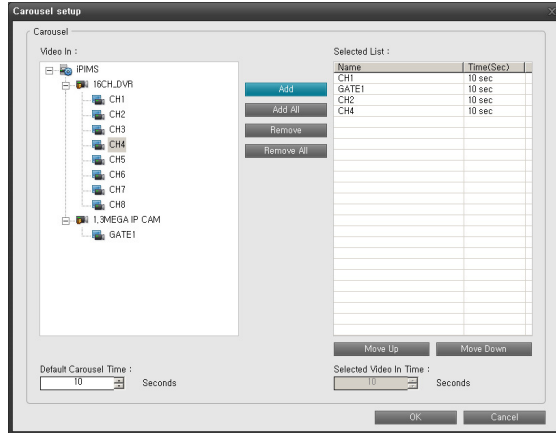 Carousel setup
Carousel
Video In :
iPIMS
16CH_DVR
CH1
CH2
CH3
CH4
CH5
CH6
CH7
CH8
1,3MEGA IP CAM
GATE1
Add
Add All
Remove
Remove All
Selected List :
Name Time(Sec)
CH1 10 sec
GATE1 10 sec
CH2 10 sec
CH4 10 sec
Move Up Move Down
Default Carousel Time :
10 Seconds
Selected Video In Time :
10 Seconds
OK Cancel